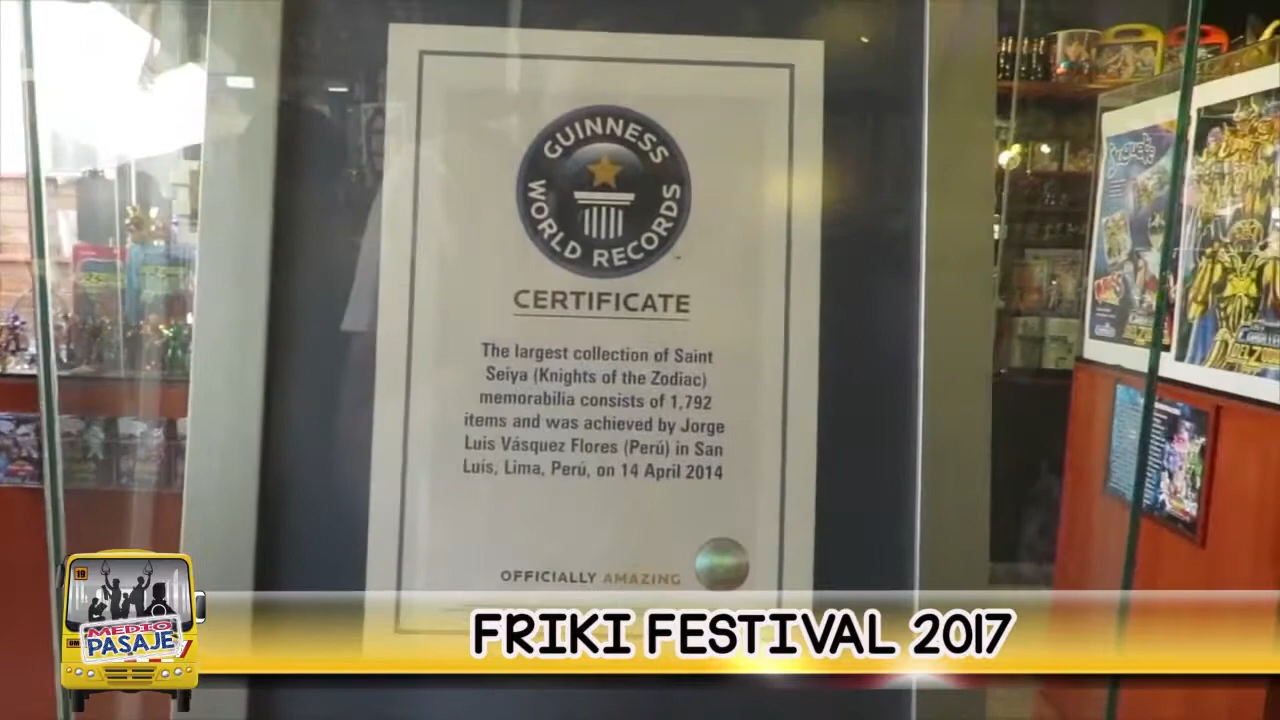 GUINNESS
WORLD RECORDS
CERTIFICATE
The largest collection of Saint
Seiya (Knights of the Zodiac)
memorabilia consists of 1,792
items and was achieved by Jorge
Luis Vásquez Flores (Perú) in San
Luis, Lima, Perú, on 14 April 2014
OFFICIALLY AMAZING
19
MEDIO
PASAJE
FRIKI FESTIVAL 2017